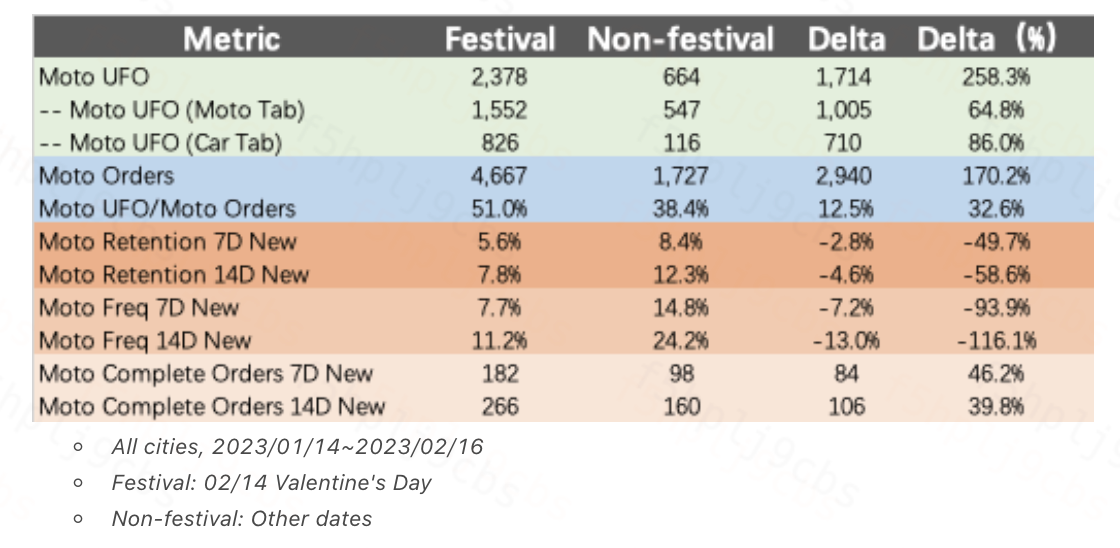 Metric Festival Non-festival Delta Delta (%)
Moto UFO 2,378 664 1,714 258.3%
-- Moto UFO (Moto Tab) 1,552 547 1,005 64.8%
-- Moto UFO (Car Tab) 826 116 710 86.0%
Moto Orders 4,667 1,727 2,940 170.2%
Moto UFO/Moto Orders 51.0% 38.4% 12.5% 32.6%
Moto Retention 7D New 5.6% 8.4% -2.8% -49.7%
Moto Retention 14D New 7.8% 12.3% -4.6% -58.6%
Moto Freq 7D New 7.7% 14.8% -7.2% -93.9%
Moto Freq 14D New 11.2% 24.2% -13.0% -116.1%
Moto Complete Orders 7D New 182 98 84 46.2%
Moto Complete Orders 14D New 266 160 106 39.8%
All cities, 2023/01/14~2023/02/16
Festival: 02/14 Valentine's Day
Non-festival: Other dates